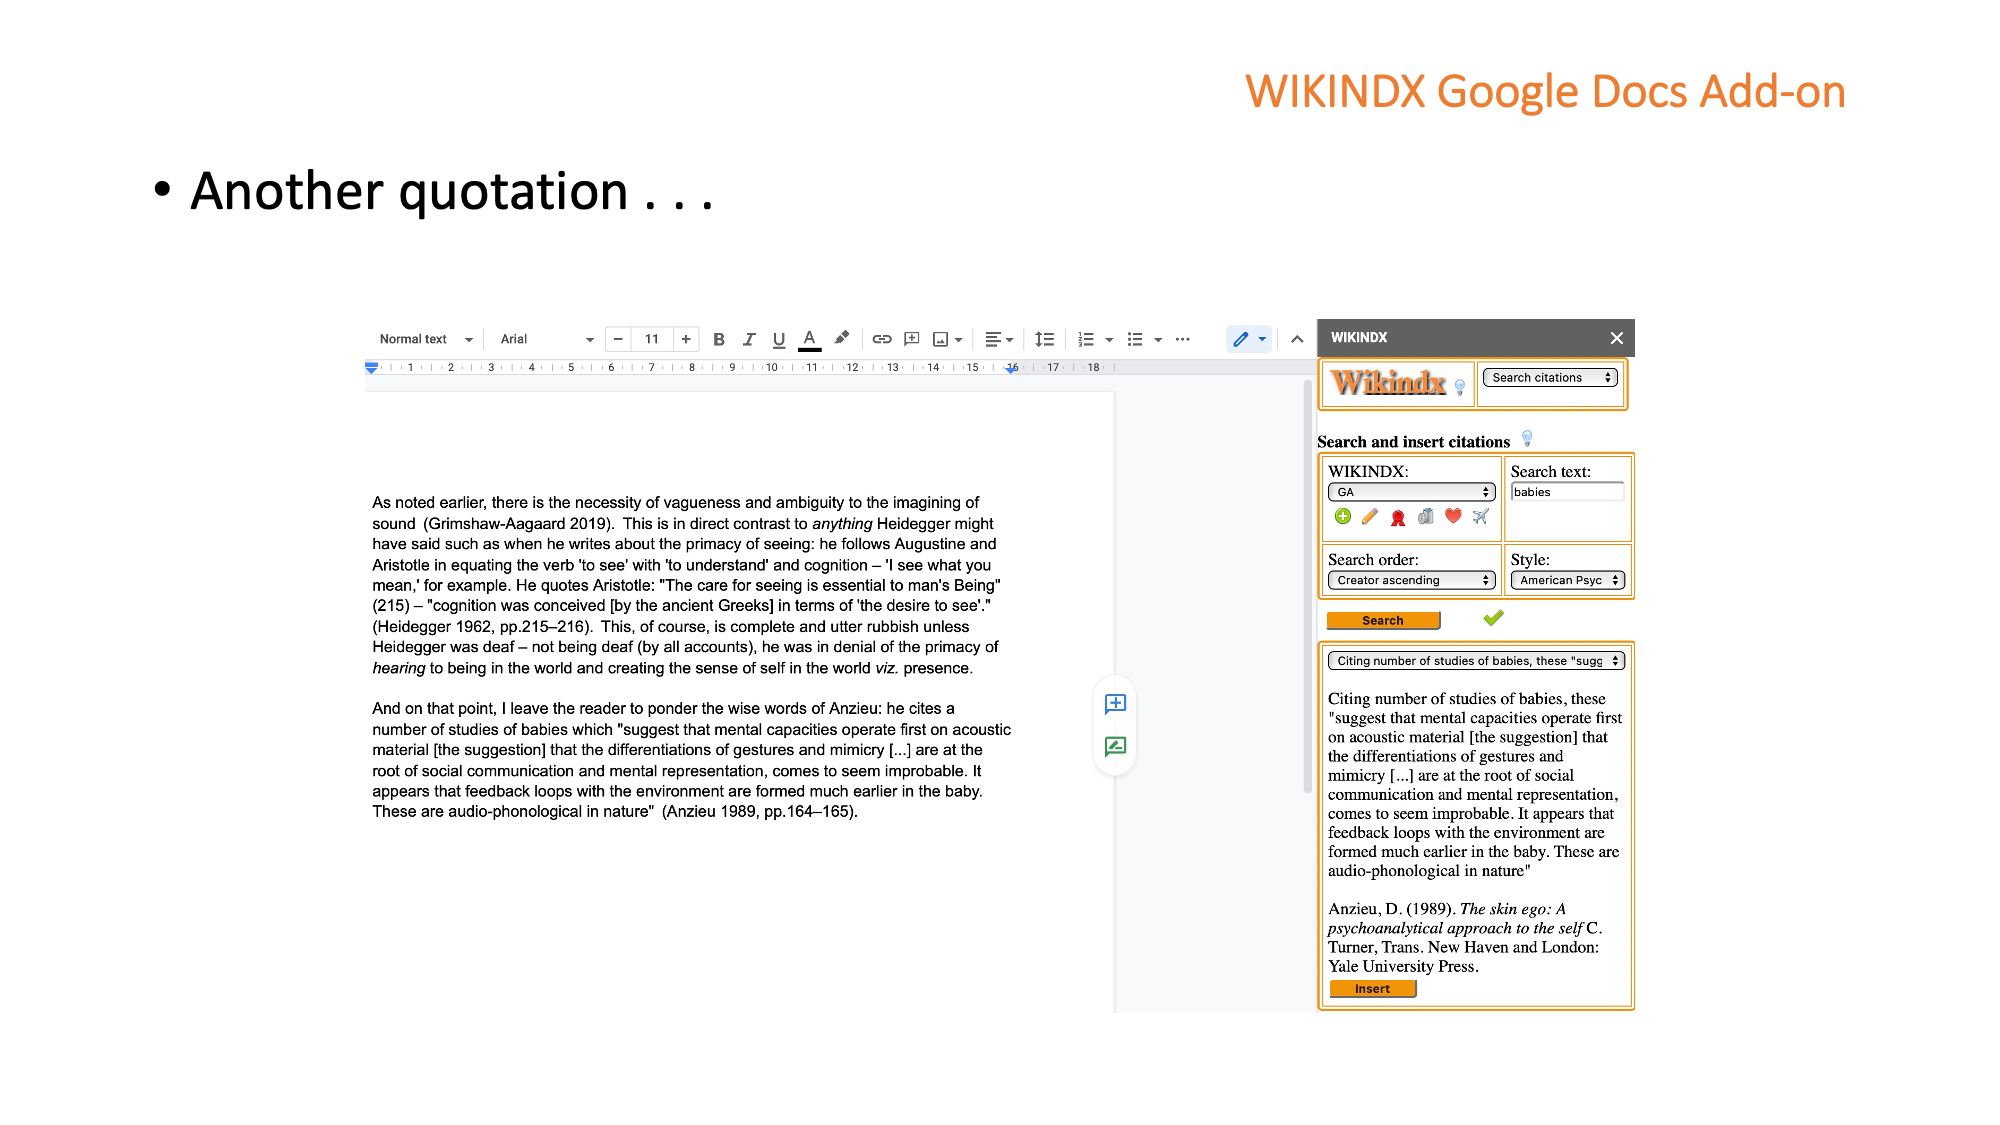 WIKINDX Google Docs Add-on
• Another quotation . . .
Normal text Arial − 11 + B I U A
1 2 3 4 5 6 7 8 9 10 11 12 13 14 15 16 17 18
As noted earlier, there is the necessity of vagueness and ambiguity to the imagining of
sound (Grimshaw-Aagaard 2019). This is in direct contrast to anything Heidegger might
have said such as when he writes about the primacy of seeing: he follows Augustine and
Aristotle in equating the verb 'to see' with 'to understand' and cognition – 'I see what you
mean,' for example. He quotes Aristotle: "The care for seeing is essential to man's Being"
(215) – "cognition was conceived [by the ancient Greeks] in terms of 'the desire to see'."
(Heidegger 1962, pp.215–216). This, of course, is complete and utter rubbish unless
Heidegger was deaf – not being deaf (by all accounts), he was in denial of the primacy of
hearing to being in the world and creating the sense of self in the world viz. presence.
And on that point, I leave the reader to ponder the wise words of Anzieu: he cites a
number of studies of babies which "suggest that mental capacities operate first on acoustic
material [the suggestion] that the differentiations of gestures and mimicry [...] are at the
root of social communication and mental representation, comes to seem improbable. It
appears that feedback loops with the environment are formed much earlier in the baby.
These are audio-phonological in nature" (Anzieu 1989, pp.164–165).
WIKINDX
Wikindx Search citations
Search and insert citations
WIKINDX: Search text:
GA babies
Search order: Style:
Creator ascending American Psyc
Search
Citing number of studies of babies, these "sugg
Citing number of studies of babies, these
"suggest that mental capacities operate first
on acoustic material [the suggestion] that
the differentiations of gestures and
mimicry [...] are at the root of social
communication and mental representation,
comes to seem improbable. It appears that
feedback loops with the environment are
formed much earlier in the baby. These are
audio-phonological in nature"
Anzieu, D. (1989). The skin ego: A
psychoanalytical approach to the self C.
Turner, Trans. New Haven and London:
Yale University Press.
Insert